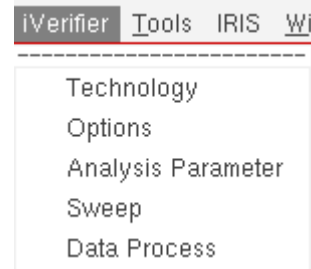 iVerifier Tools IRIS Wi
Technology
Options
Analysis Parameter
Sweep
Data Process